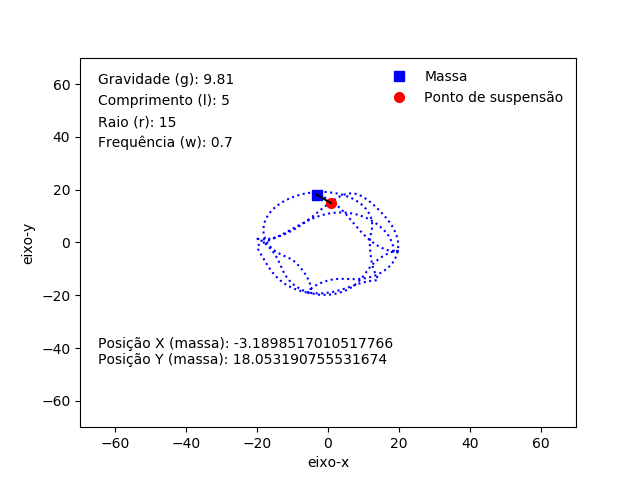 Gravidade (g): 9.81
Comprimento (l): 5
Raio (r): 15
Frequência (w): 0.7
Massa
Ponto de suspensão
60
40
20
0
−20
−40
−60
eixo-y
Posição X (massa): -3.1898517010517766
Posição Y (massa): 18.053190755531674
−60 −40 −20 0 20 40 60
eixo-x